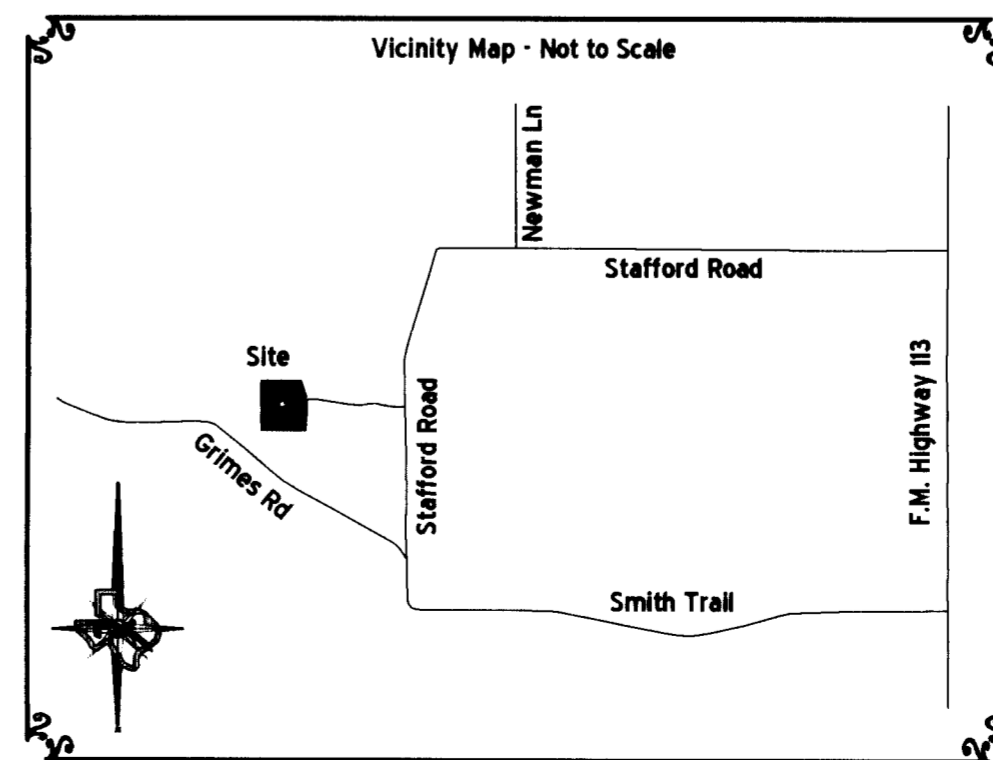 Vicinity Map - Not to Scale
Newman Ln
Stafford Road
Site
Stafford Road
F.M. Highway 113
Grimes Rd
Smith Trail